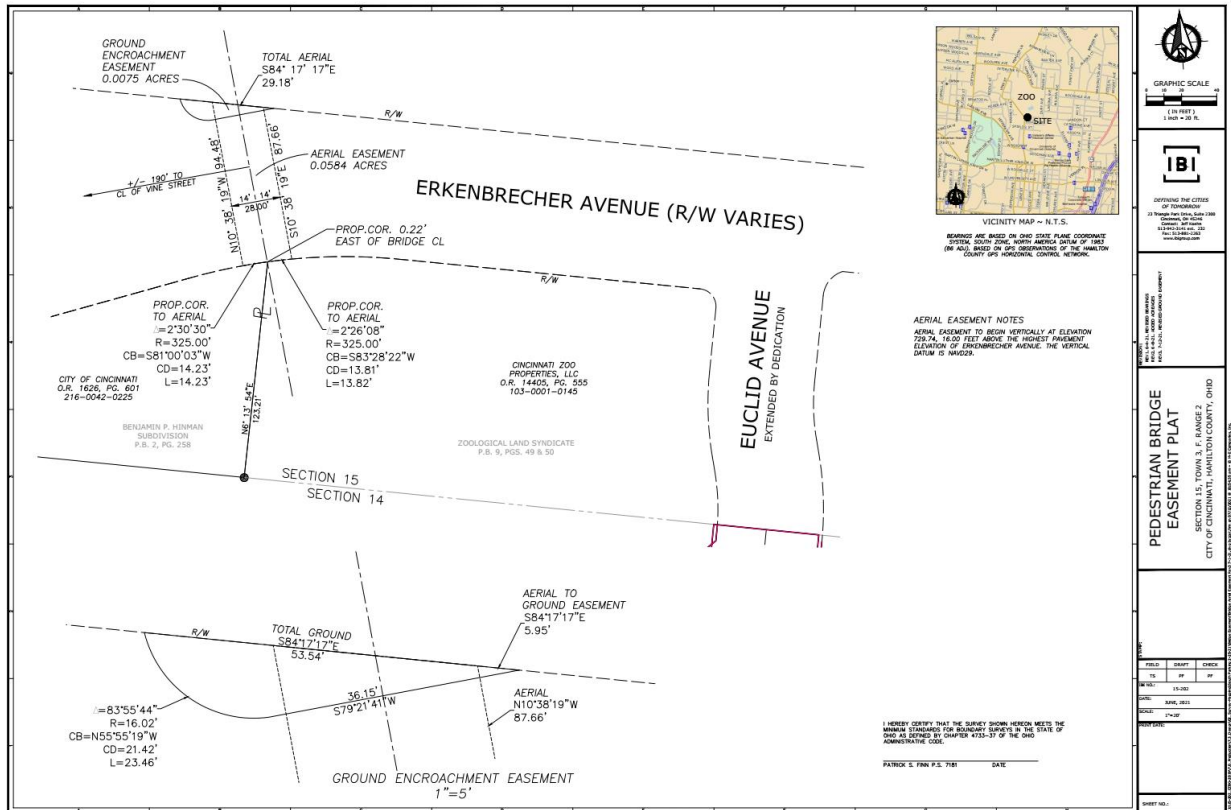 GROUND
ENCROACHMENT
EASEMENT
0.0075 ACRES
TOTAL AERIAL
S84° 17' 17"E
29.18'
R/W
+/- 190' TO
CL OF VINE STREET
N10° 38' 19"W 94.48'
S10° 38' 19"E 87.66'
14' 14'
28.00'
AERIAL EASEMENT
0.0584 ACRES
ERKENBRECHER AVENUE (R/W VARIES)
PROP.COR. 0.22'
EAST OF BRIDGE CL
R/W
PROP.COR.
TO AERIAL
△=2°30'30"
R=325.00'
CB=S81°00'03"W
CD=14.23'
L=14.23'
PROP.COR.
TO AERIAL
△=2°26'08"
R=325.00'
CB=S83°28'22"W
CD=13.81'
L=13.82'
CITY OF CINCINNATI
O.R. 1626, PG. 601
216-0042-0225
N6° 13' 54"E
123.21'
CINCINNATI ZOO
PROPERTIES, LLC
O.R. 14405, PG. 555
103-0001-0145
BENJAMIN P. HINMAN
SUBDIVISION
P.B. 2, PG. 258
ZOOLOGICAL LAND SYNDICATE
P.B. 9, PGS. 49 & 50
SECTION 15
SECTION 14
EUCLID AVENUE
EXTENDED BY DEDICATION
ZOO
SITE
VICINITY MAP ~ N.T.S.
BEARINGS ARE BASED ON OHIO STATE PLANE COORDINATE
SYSTEM, SOUTH ZONE, NORTH AMERICA DATUM OF 1983
(86 ADJ). BASED ON GPS OBSERVATIONS OF THE HAMILTON
COUNTY GPS HORIZONTAL CONTROL NETWORK.
AERIAL EASEMENT NOTES
AERIAL EASEMENT TO BEGIN VERTICALLY AT ELEVATION
729.74, 16.00 FEET ABOVE THE HIGHEST PAVEMENT
ELEVATION OF ERKENBRECHER AVENUE. THE VERTICAL
DATUM IS NAVD29.
R/W
TOTAL GROUND
S84°17'17"E
53.54'
AERIAL TO
GROUND EASEMENT
S84°17'17"E
5.95'
36.15'
S79°21'41"W
AERIAL
N10°38'19"W
87.66'
△=83°55'44"
R=16.02'
CB=N55°55'19"W
CD=21.42'
L=23.46'
GROUND ENCROACHMENT EASEMENT
1"=5'
I HEREBY CERTIFY THAT THE SURVEY SHOWN HEREON MEETS THE
MINIMUM STANDARDS FOR BOUNDARY SURVEYS IN THE STATE OF
OHIO AS DEFINED BY CHAPTER 4733-37 OF THE OHIO
ADMINISTRATIVE CODE.
PATRICK S. FINN P.S. 7181 DATE
GRAPHIC SCALE
( IN FEET )
1 inch = 20 ft.
IBI
DEFINING THE CITIES
OF TOMORROW
PEDESTRIAN BRIDGE
EASEMENT PLAT
SECTION 15, TOWN 3, F. RANGE 2
CITY OF CINCINNATI, HAMILTON COUNTY, OHIO
FIELD DRAFT CHECK
TS PF PF
15-202
DATE:
JUNE, 2021
SCALE:
1"=20'
PRINT DATE:
SHEET NO.: